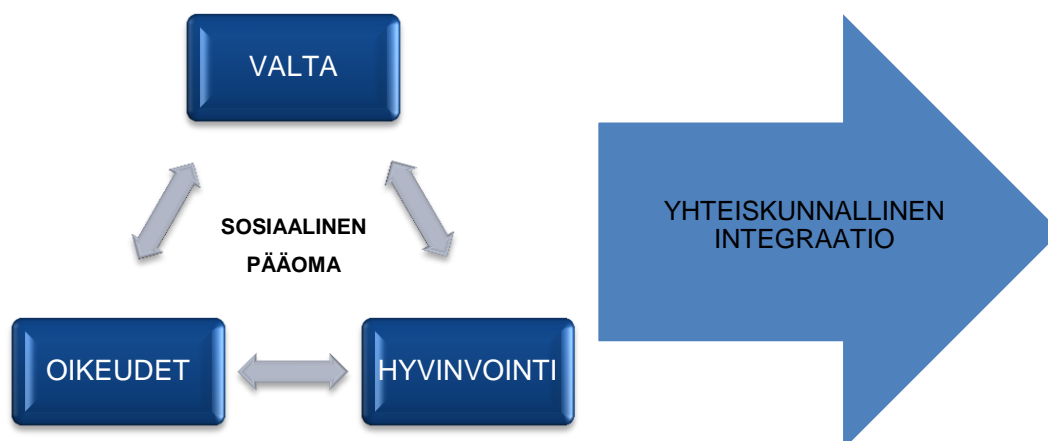 VALTA
SOSIAALINEN
PÄÄOMA
OIKEUDET
HYVINVOINTI
YHTEISKUNNALLINEN
INTEGRAATIO